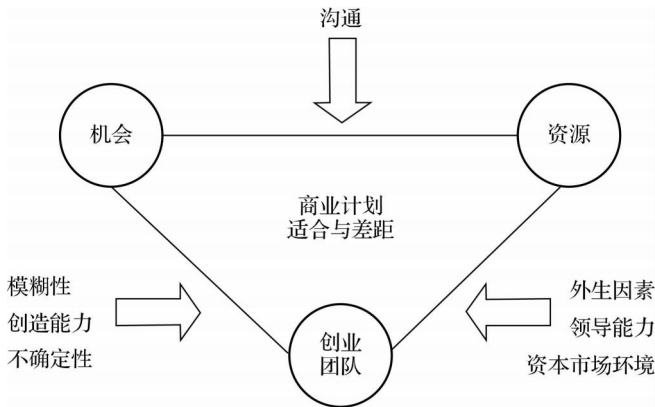 沟通
机会
资源
商业计划
适合与差距
模糊性
创造能力
不确定性
外生因素
领导能力
资本市场环境
创业
团队